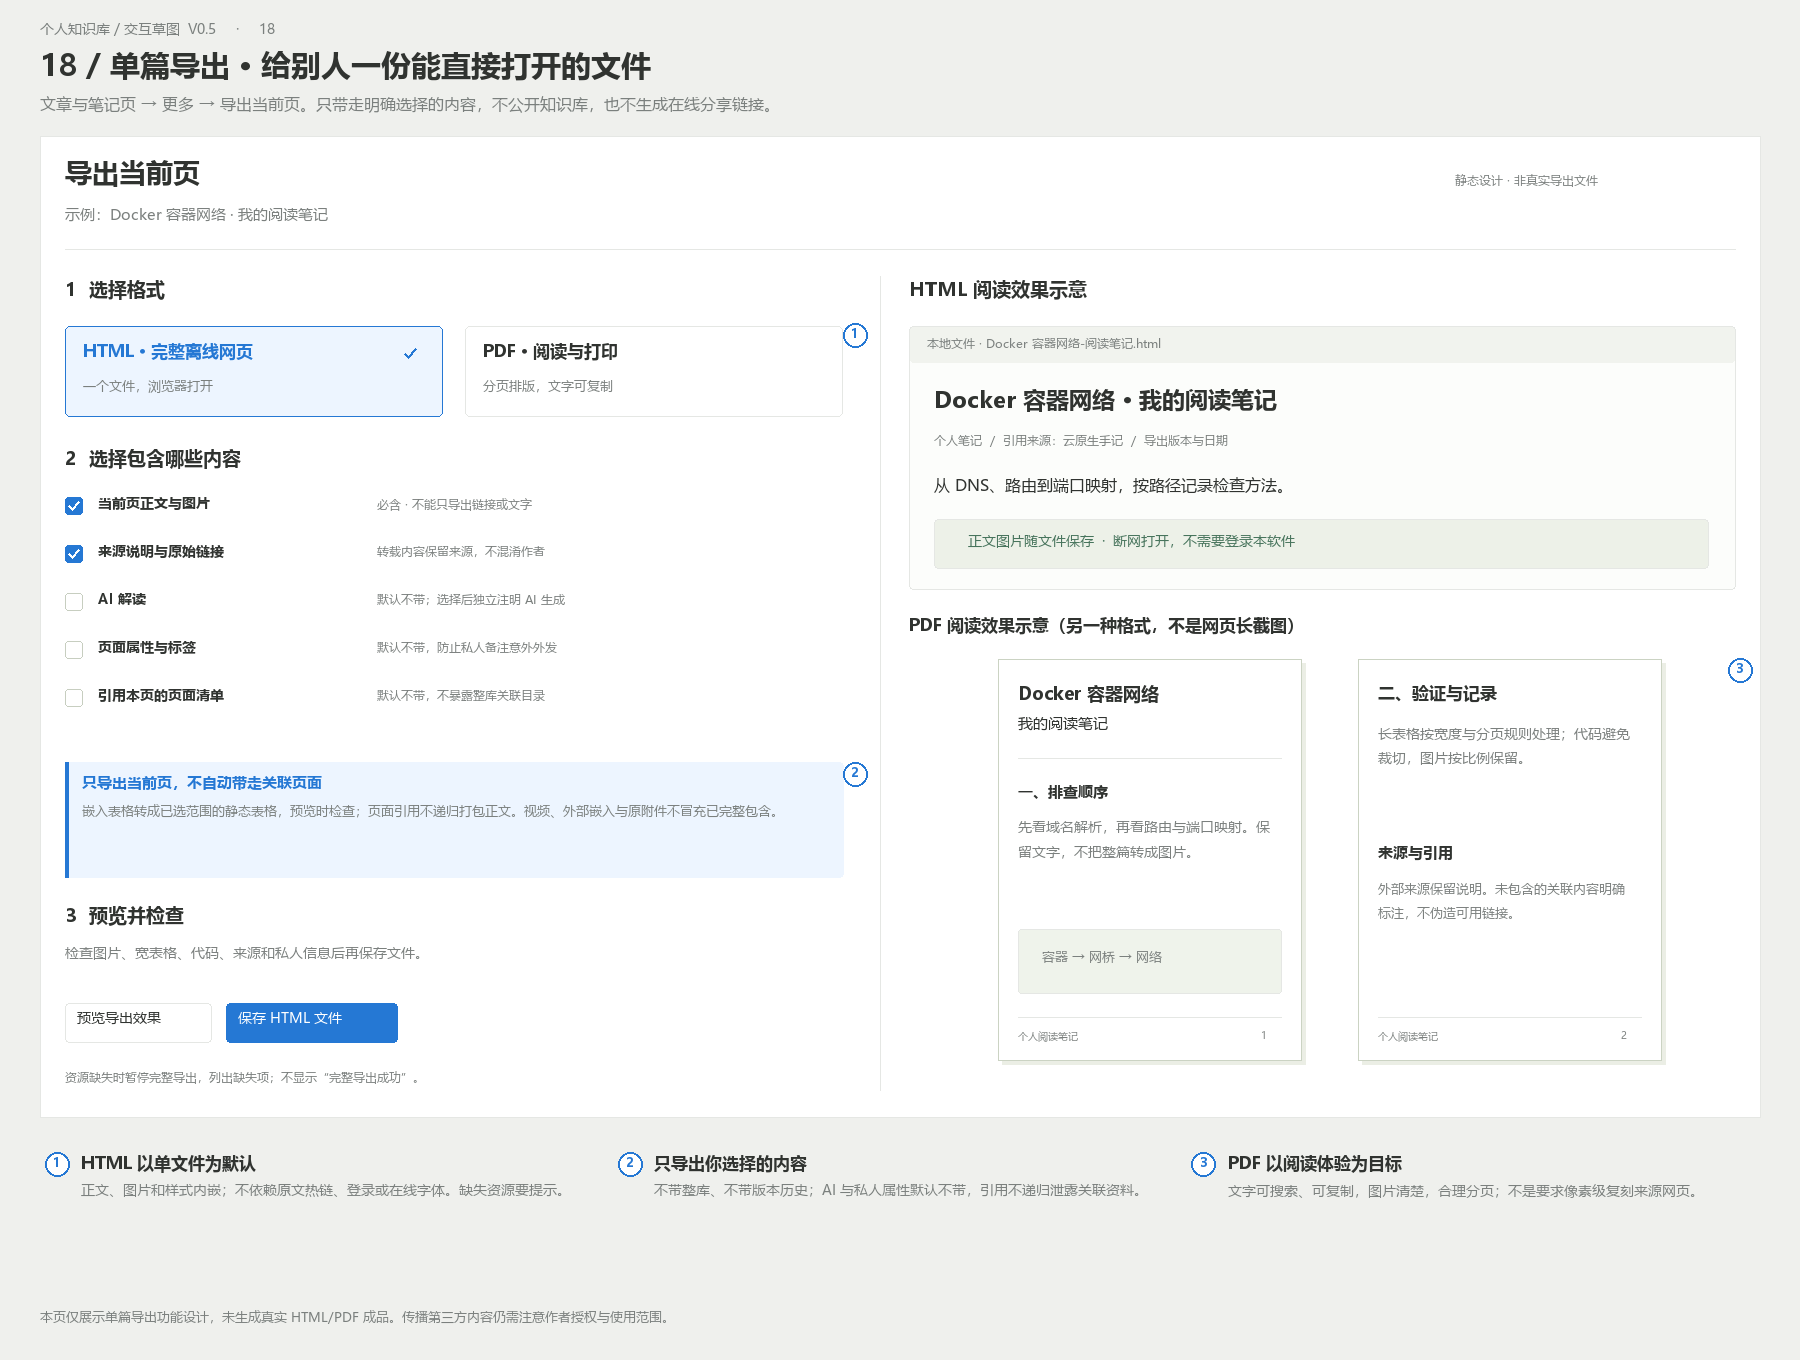 个人知识库 / 交互草图 V0.5 · 18
18 / 单篇导出 • 给别人一份能直接打开的文件
文章与笔记页 → 更多 → 导出当前页。只带走明确选择的内容，不公开知识库，也不生成在线分享链接。
导出当前页
静态设计 · 非真实导出文件
示例：Docker 容器网络 · 我的阅读笔记
1 选择格式
HTML • 完整离线网页
一个文件，浏览器打开
PDF • 阅读与打印
分页排版，文字可复制
1
2 选择包含哪些内容
当前页正文与图片
必含 · 不能只导出链接或文字
来源说明与原始链接
转载内容保留来源，不混淆作者
AI 解读
默认不带；选择后独立注明 AI 生成
页面属性与标签
默认不带，防止私人备注意外外发
引用本页的页面清单
默认不带，不暴露整库关联目录
只导出当前页，不自动带走关联页面
嵌入表格转成已选范围的静态表格，预览时检查；页面引用不递归打包正文。视频、外部嵌入与原附件不冒充已完整包含。
2
3 预览并检查
检查图片、宽表格、代码、来源和私人信息后再保存文件。
预览导出效果
保存 HTML 文件
资源缺失时暂停完整导出，列出缺失项；不显示“完整导出成功”。
HTML 阅读效果示意
本地文件 · Docker 容器网络-阅读笔记.html
Docker 容器网络 • 我的阅读笔记
个人笔记 / 引用来源：云原生手记 / 导出版本与日期
从 DNS、路由到端口映射，按路径记录检查方法。
正文图片随文件保存 · 断网打开，不需要登录本软件
PDF 阅读效果示意（另一种格式，不是网页长截图）
3
Docker 容器网络
我的阅读笔记
一、排查顺序
先看域名解析，再看路由与端口映射。保
留文字，不把整篇转成图片。
容器 → 网桥 → 网络
个人阅读笔记 1
二、验证与记录
长表格按宽度与分页规则处理；代码避免
裁切，图片按比例保留。
来源与引用
外部来源保留说明。未包含的关联内容明确
标注，不伪造可用链接。
个人阅读笔记 2
1 HTML 以单文件为默认
正文、图片和样式内嵌；不依赖原文热链、登录或在线字体。缺失资源要提示。
2 只导出你选择的内容
不带整库、不带版本历史；AI 与私人属性默认不带，引用不递归泄露关联资料。
3 PDF 以阅读体验为目标
文字可搜索、可复制，图片清楚，合理分页；不是要求像素级复刻来源网页。
本页仅展示单篇导出功能设计，未生成真实 HTML/PDF 成品。传播第三方内容仍需注意作者授权与使用范围。